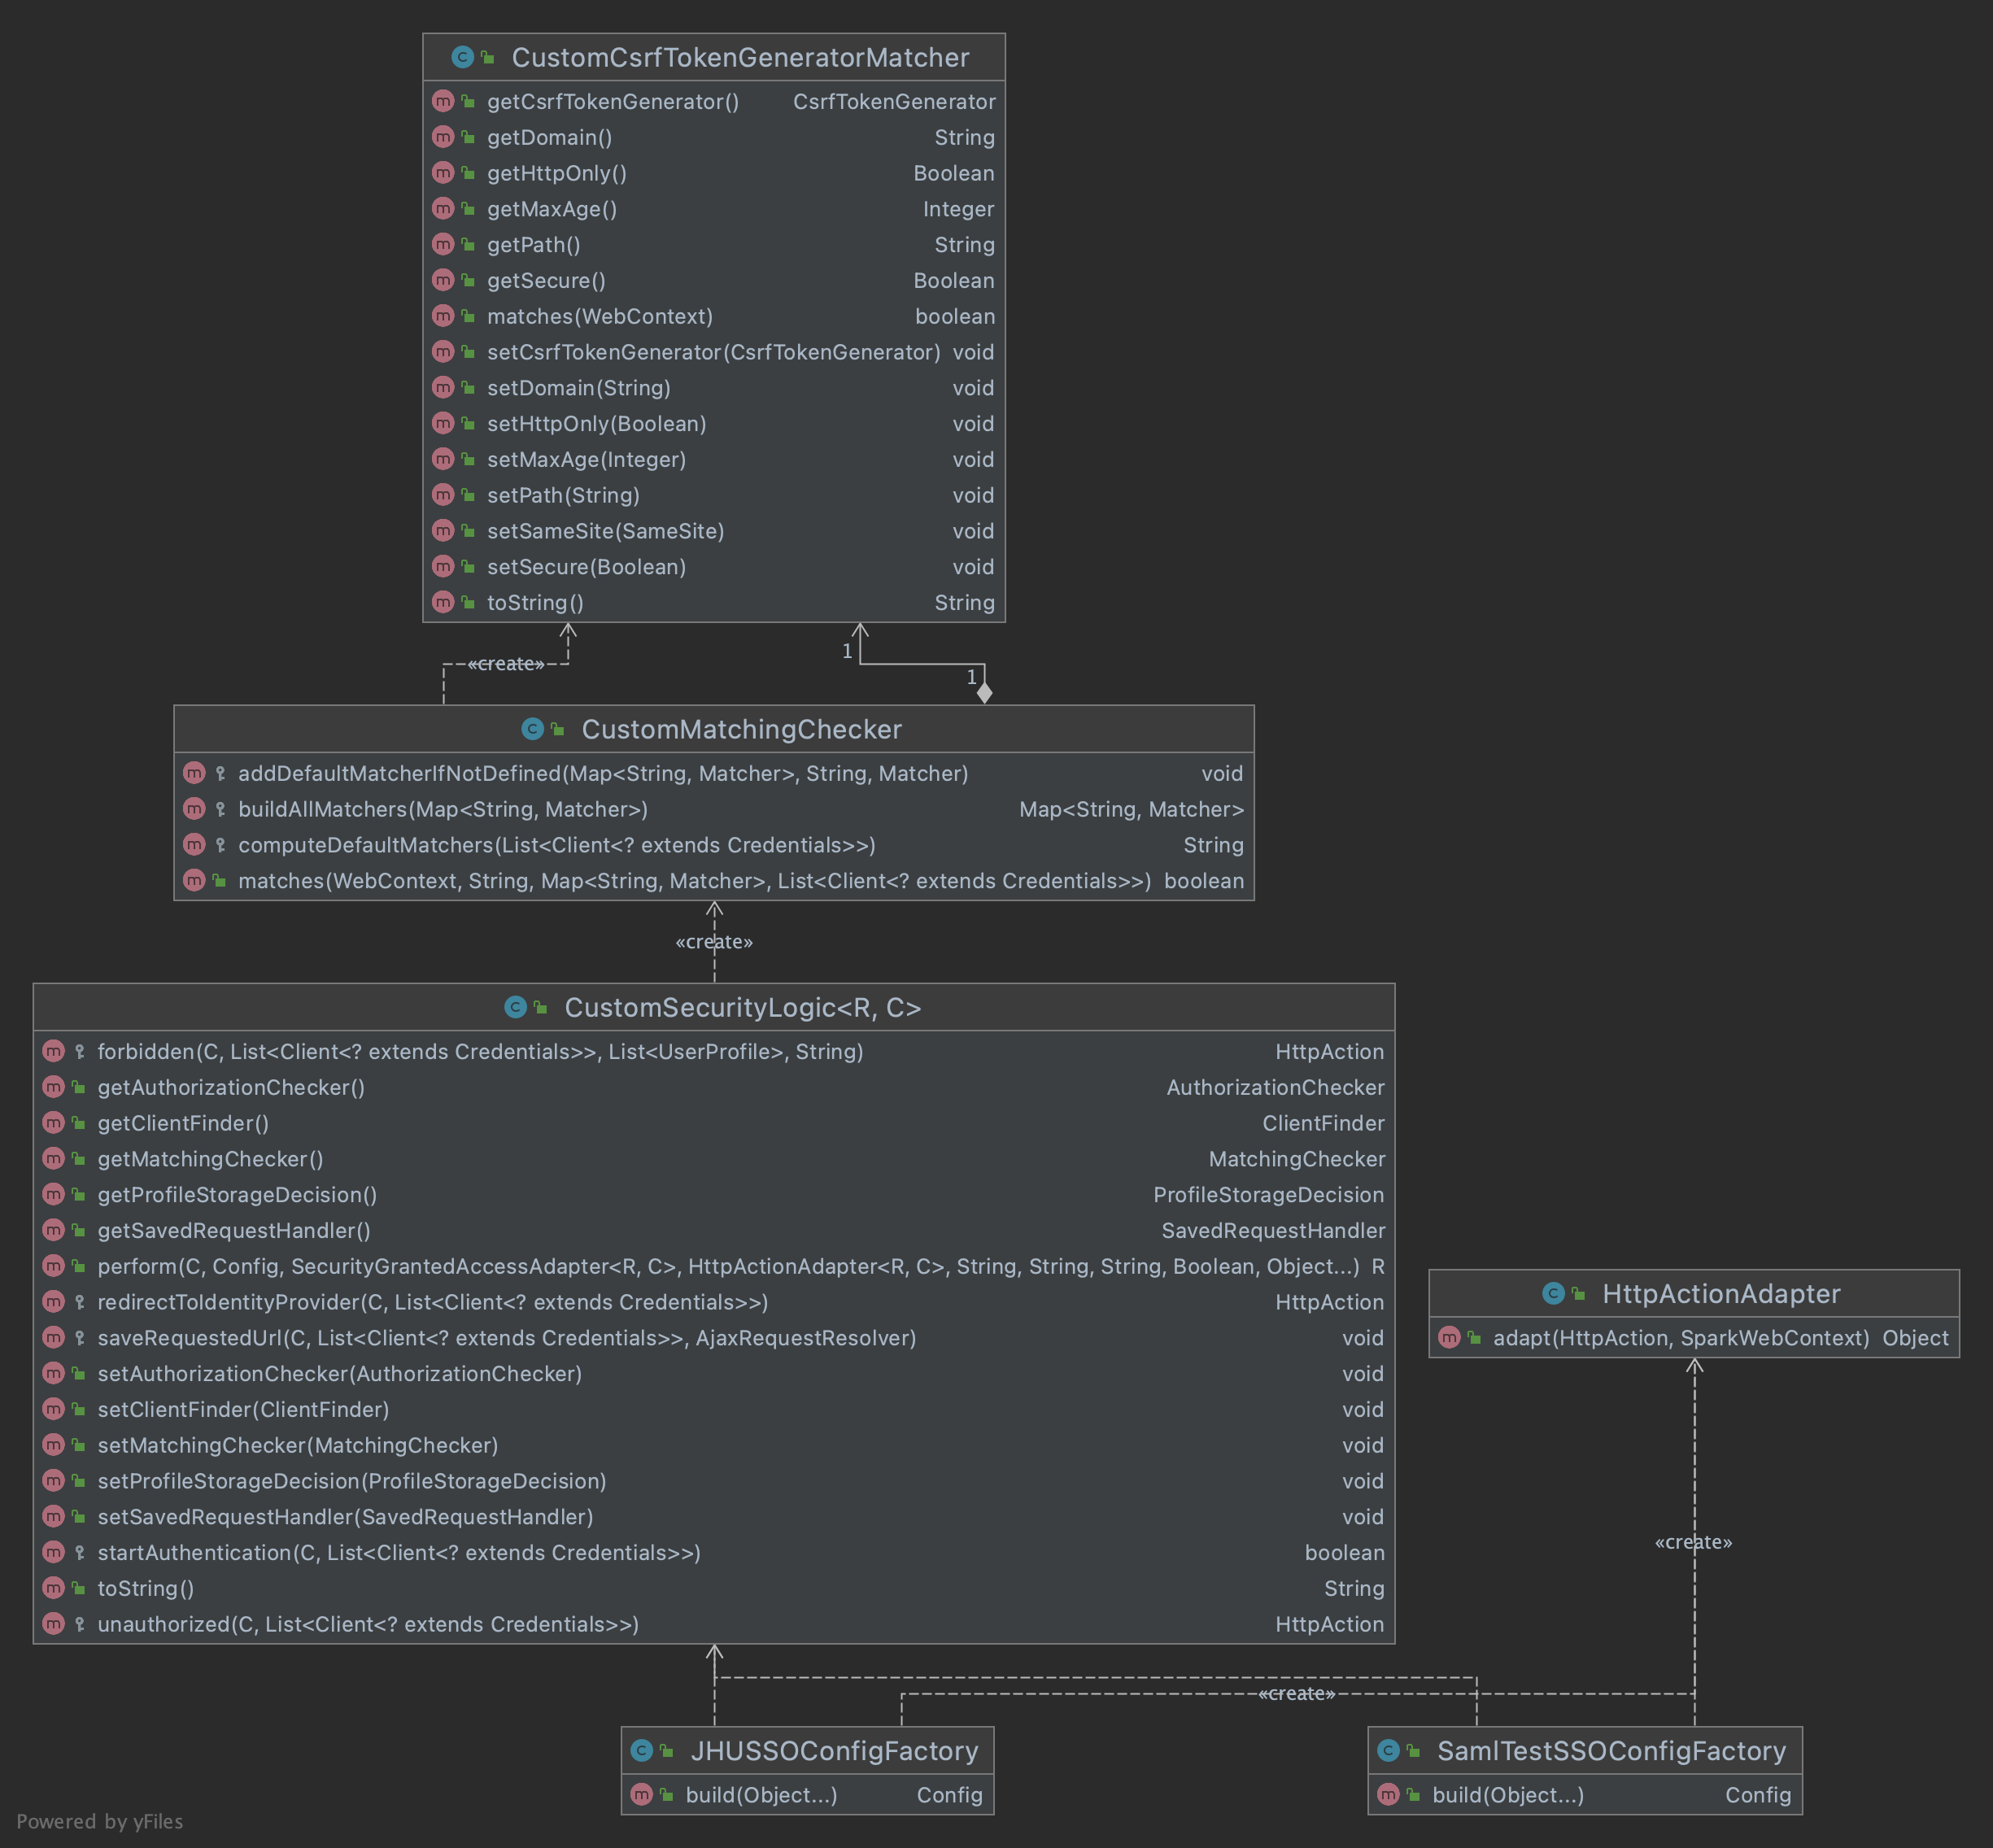 CustomCsrfTokenGeneratorMatcher
getCsrfTokenGenerator() CsrfTokenGenerator
getDomain() String
getHttpOnly() Boolean
getMaxAge() Integer
getPath() String
getSecure() Boolean
matches(WebContext) boolean
setCsrfTokenGenerator(CsrfTokenGenerator) void
setDomain(String) void
setHttpOnly(Boolean) void
setMaxAge(Integer) void
setPath(String) void
setSameSite(SameSite) void
setSecure(Boolean) void
toString() String
1
«create»
1
CustomMatchingChecker
addDefaultMatcherIfNotDefined(Map<String, Matcher>, String, Matcher) void
buildAllMatchers(Map<String, Matcher>) Map<String, Matcher>
computeDefaultMatchers(List<Client<? extends Credentials>>) String
matches(WebContext, String, Map<String, Matcher>, List<Client<? extends Credentials>>) boolean
«create»
CustomSecurityLogic<R, C>
forbidden(C, List<Client<? extends Credentials>>, List<UserProfile>, String) HttpAction
getAuthorizationChecker() AuthorizationChecker
getClientFinder() ClientFinder
getMatchingChecker() MatchingChecker
getProfileStorageDecision() ProfileStorageDecision
getSavedRequestHandler() SavedRequestHandler
perform(C, Config, SecurityGrantedAccessAdapter<R, C>, HttpActionAdapter<R, C>, String, String, String, Boolean, Object...) R
redirectToIdentityProvider(C, List<Client<? extends Credentials>>) HttpAction
saveRequestedUrl(C, List<Client<? extends Credentials>>, AjaxRequestResolver) void
setAuthorizationChecker(AuthorizationChecker) void
setClientFinder(ClientFinder) void
setMatchingChecker(MatchingChecker) void
setProfileStorageDecision(ProfileStorageDecision) void
setSavedRequestHandler(SavedRequestHandler) void
startAuthentication(C, List<Client<? extends Credentials>>) boolean
toString() String
unauthorized(C, List<Client<? extends Credentials>>) HttpAction
HttpActionAdapter
adapt(HttpAction, SparkWebContext) Object
«create»
«create»
JHUSSOConfigFactory
build(Object...) Config
SamlTestSSOConfigFactory
build(Object...) Config
Powered by yFiles